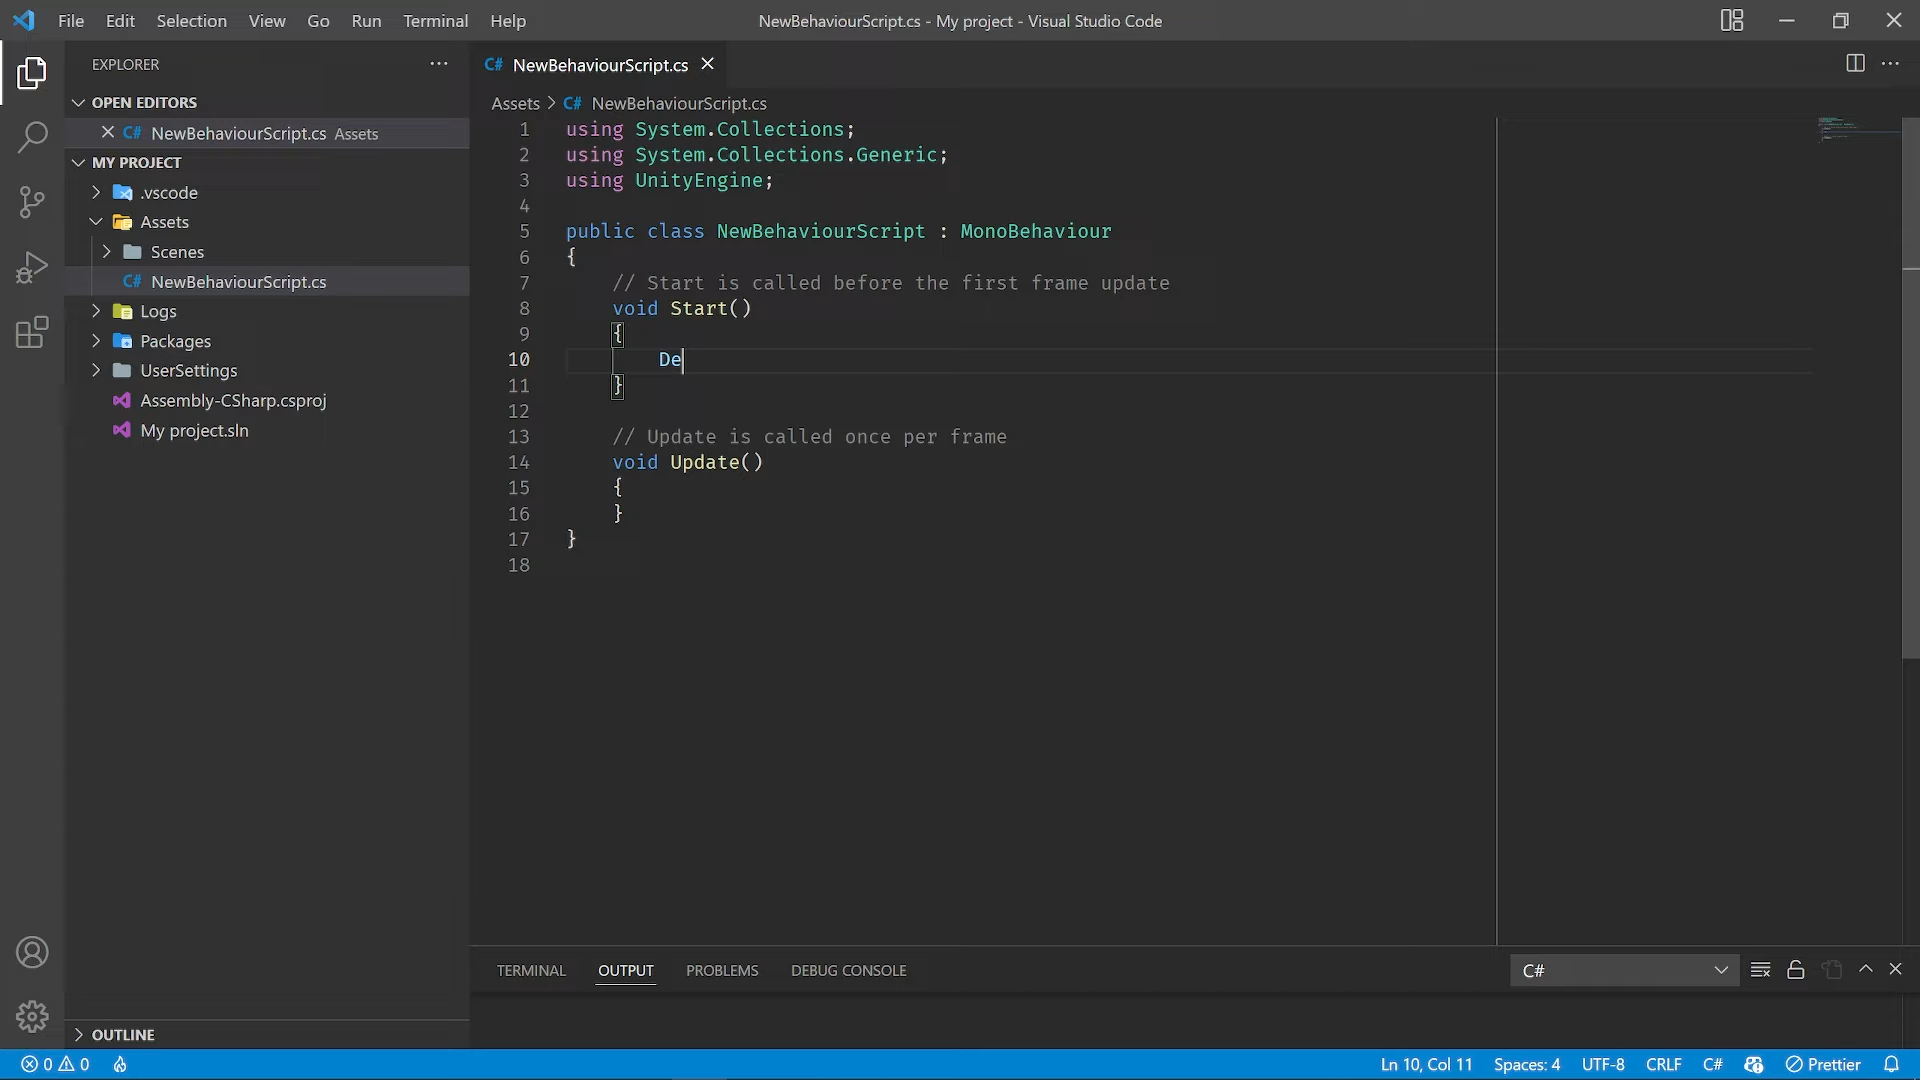 File Edit Selection View Go Run Terminal Help
NewBehaviourScript.cs - My project - Visual Studio Code
EXPLORER
OPEN EDITORS
C# NewBehaviourScript.cs Assets
MY PROJECT
.vscode
Assets
Scenes
C# NewBehaviourScript.cs
Logs
Packages
UserSettings
Assembly-CSharp.csproj
My project.sln
OUTLINE
C# NewBehaviourScript.cs
Assets > C# NewBehaviourScript.cs
1 using System.Collections;
2 using System.Collections.Generic;
3 using UnityEngine;
4
5 public class NewBehaviourScript : MonoBehaviour
6 {
7 // Start is called before the first frame update
8 void Start()
9 {
10 De
11 }
12
13 // Update is called once per frame
14 void Update()
15 {
16 }
17 }
18
TERMINAL OUTPUT PROBLEMS DEBUG CONSOLE
C#
0 0
Ln 10, Col 11 Spaces: 4 UTF-8 CRLF C# Prettier